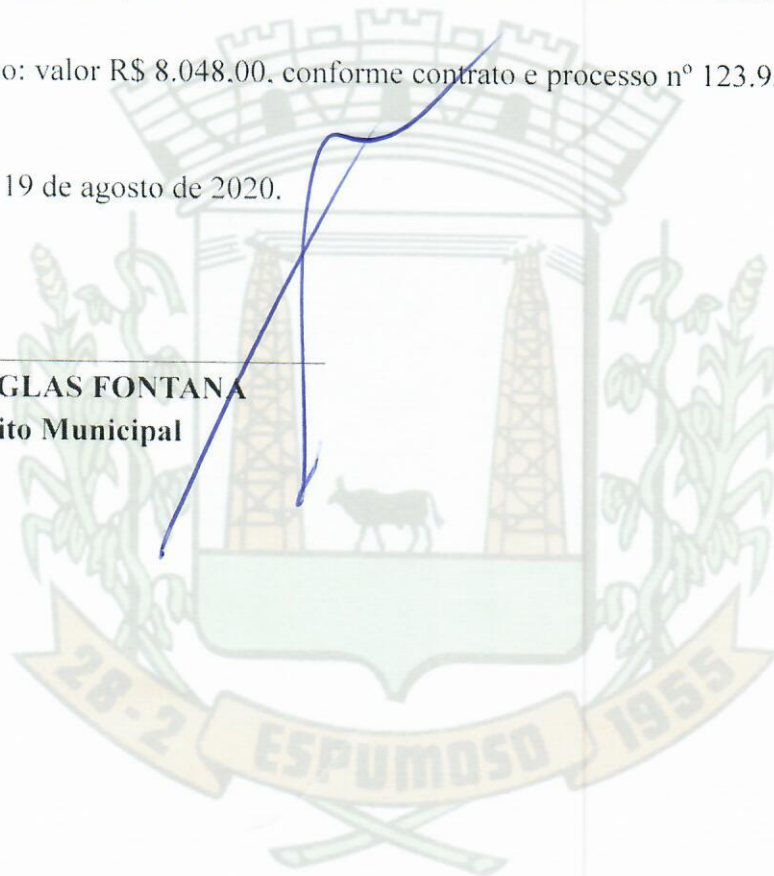 o: valor R$ 8.048.00. conforme contrato e processo nº 123.9
19 de agosto de 2020.
GLAS FONTANA
ito Municipal
28-2 ESPUMOSO 1955